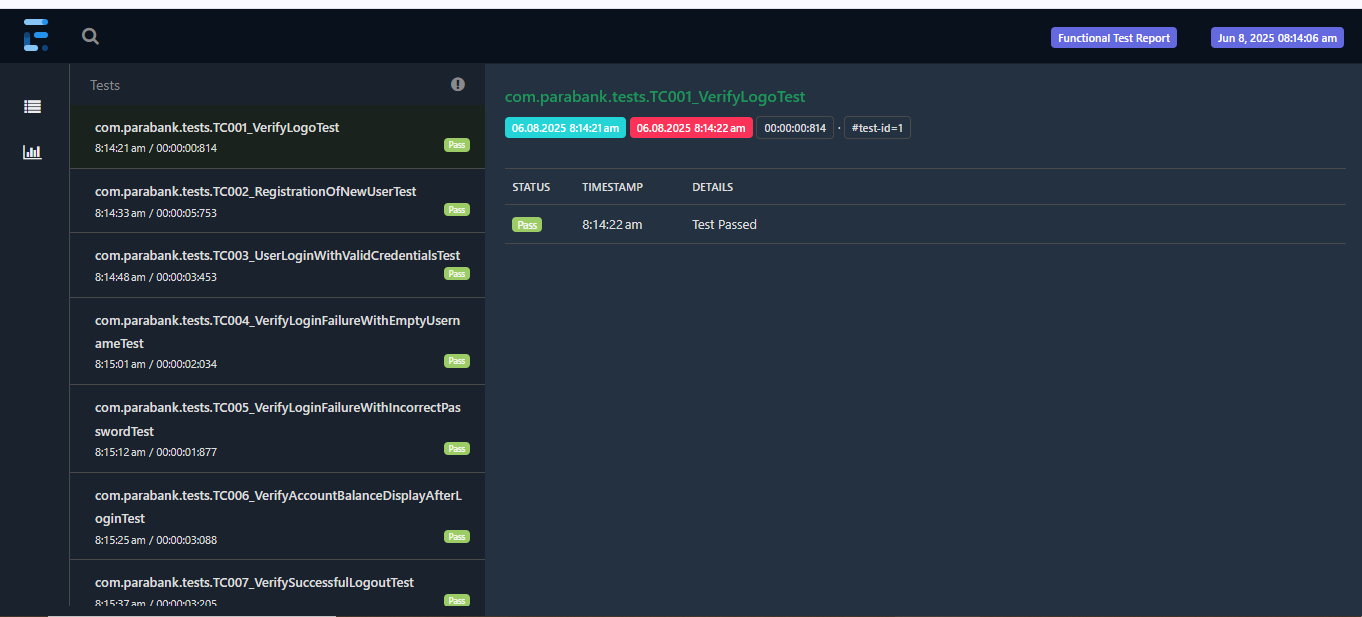 Functional Test Report
Jun 8, 2025 08:14:06 am
Tests
com.parabank.tests.TC001_VerifyLogoTest
8:14:21 am / 00:00:00:814
Pass
com.parabank.tests.TC002_RegistrationOfNewUserTest
8:14:33 am / 00:00:05:753
Pass
com.parabank.tests.TC003_UserLoginWithValidCredentialsTest
8:14:48 am / 00:00:03:453
Pass
com.parabank.tests.TC004_VerifyLoginFailureWithEmptyUsern
ameTest
8:15:01 am / 00:00:02:034
Pass
com.parabank.tests.TC005_VerifyLoginFailureWithIncorrectPas
swordTest
8:15:12 am / 00:00:01:877
Pass
com.parabank.tests.TC006_VerifyAccountBalanceDisplayAfterL
oginTest
8:15:25 am / 00:00:03:088
Pass
com.parabank.tests.TC007_VerifySuccessfulLogoutTest
8:15:37 am / 00:00:03:205
Pass
com.parabank.tests.TC001_VerifyLogoTest
06.08.2025 8:14:21 am 06.08.2025 8:14:22 am 00:00:00:814 · #test-id=1
STATUS TIMESTAMP DETAILS
Pass 8:14:22 am Test Passed